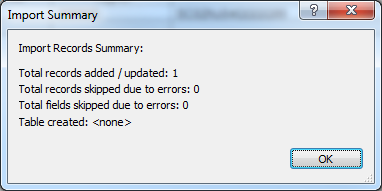 Import Summary
?
Import Records Summary:
Total records added / updated: 1
Total records skipped due to errors: 0
Total fields skipped due to errors: 0
Table created: <none>
OK